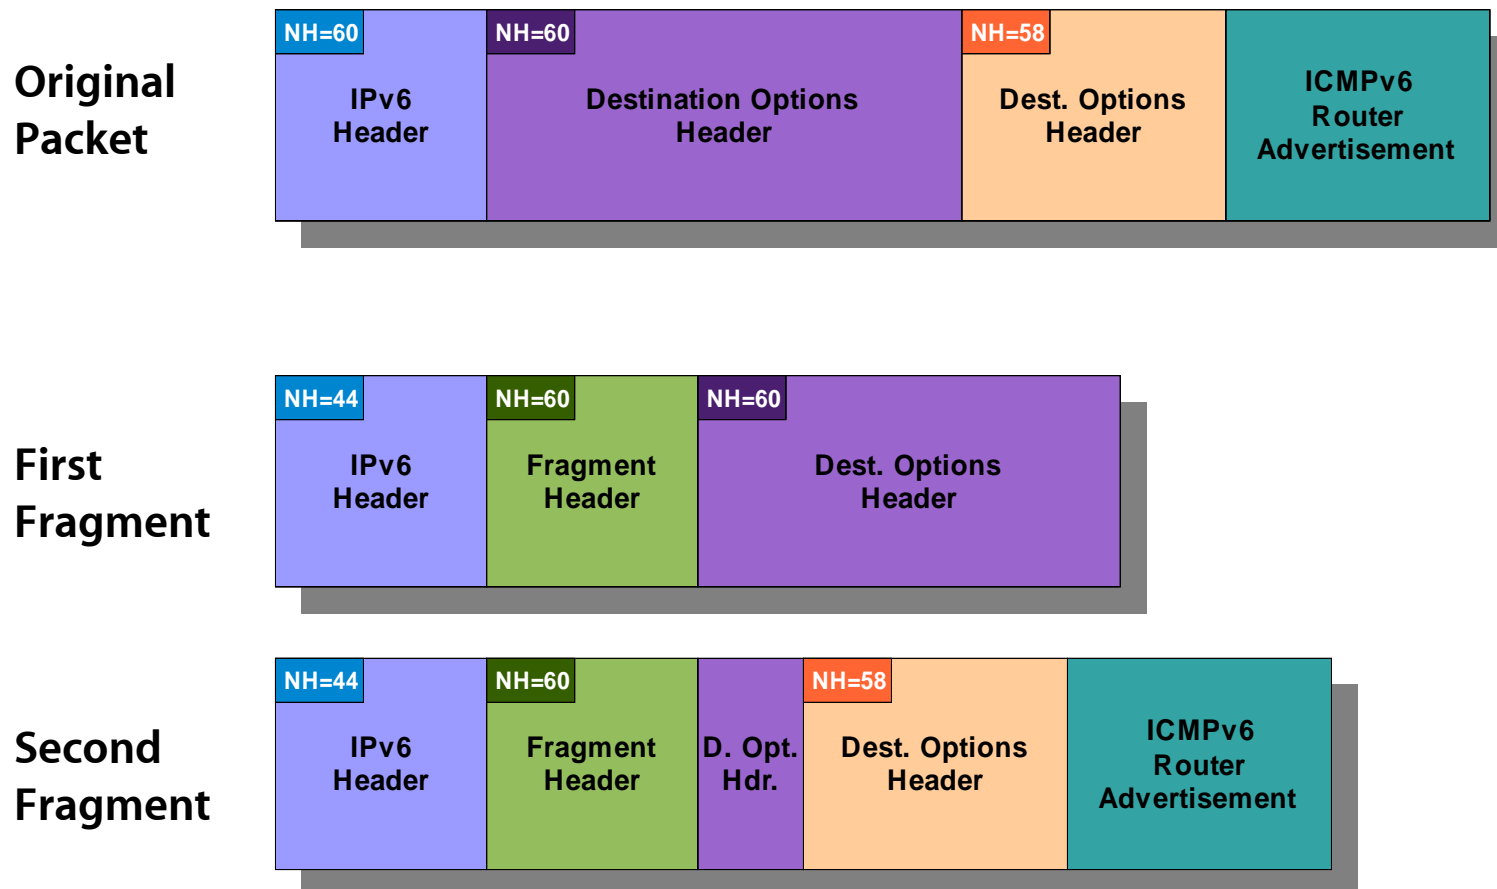 Original
Packet
NH=60
IPv6
Header
NH=60
Destination Options
Header
NH=58
Dest. Options
Header
ICMPv6
Router
Advertisement
First
Fragment
NH=44
IPv6
Header
NH=60
Fragment
Header
NH=60
Dest. Options
Header
Second
Fragment
NH=44
IPv6
Header
NH=60
Fragment
Header
D. Opt.
Hdr.
NH=58
Dest. Options
Header
ICMPv6
Router
Advertisement